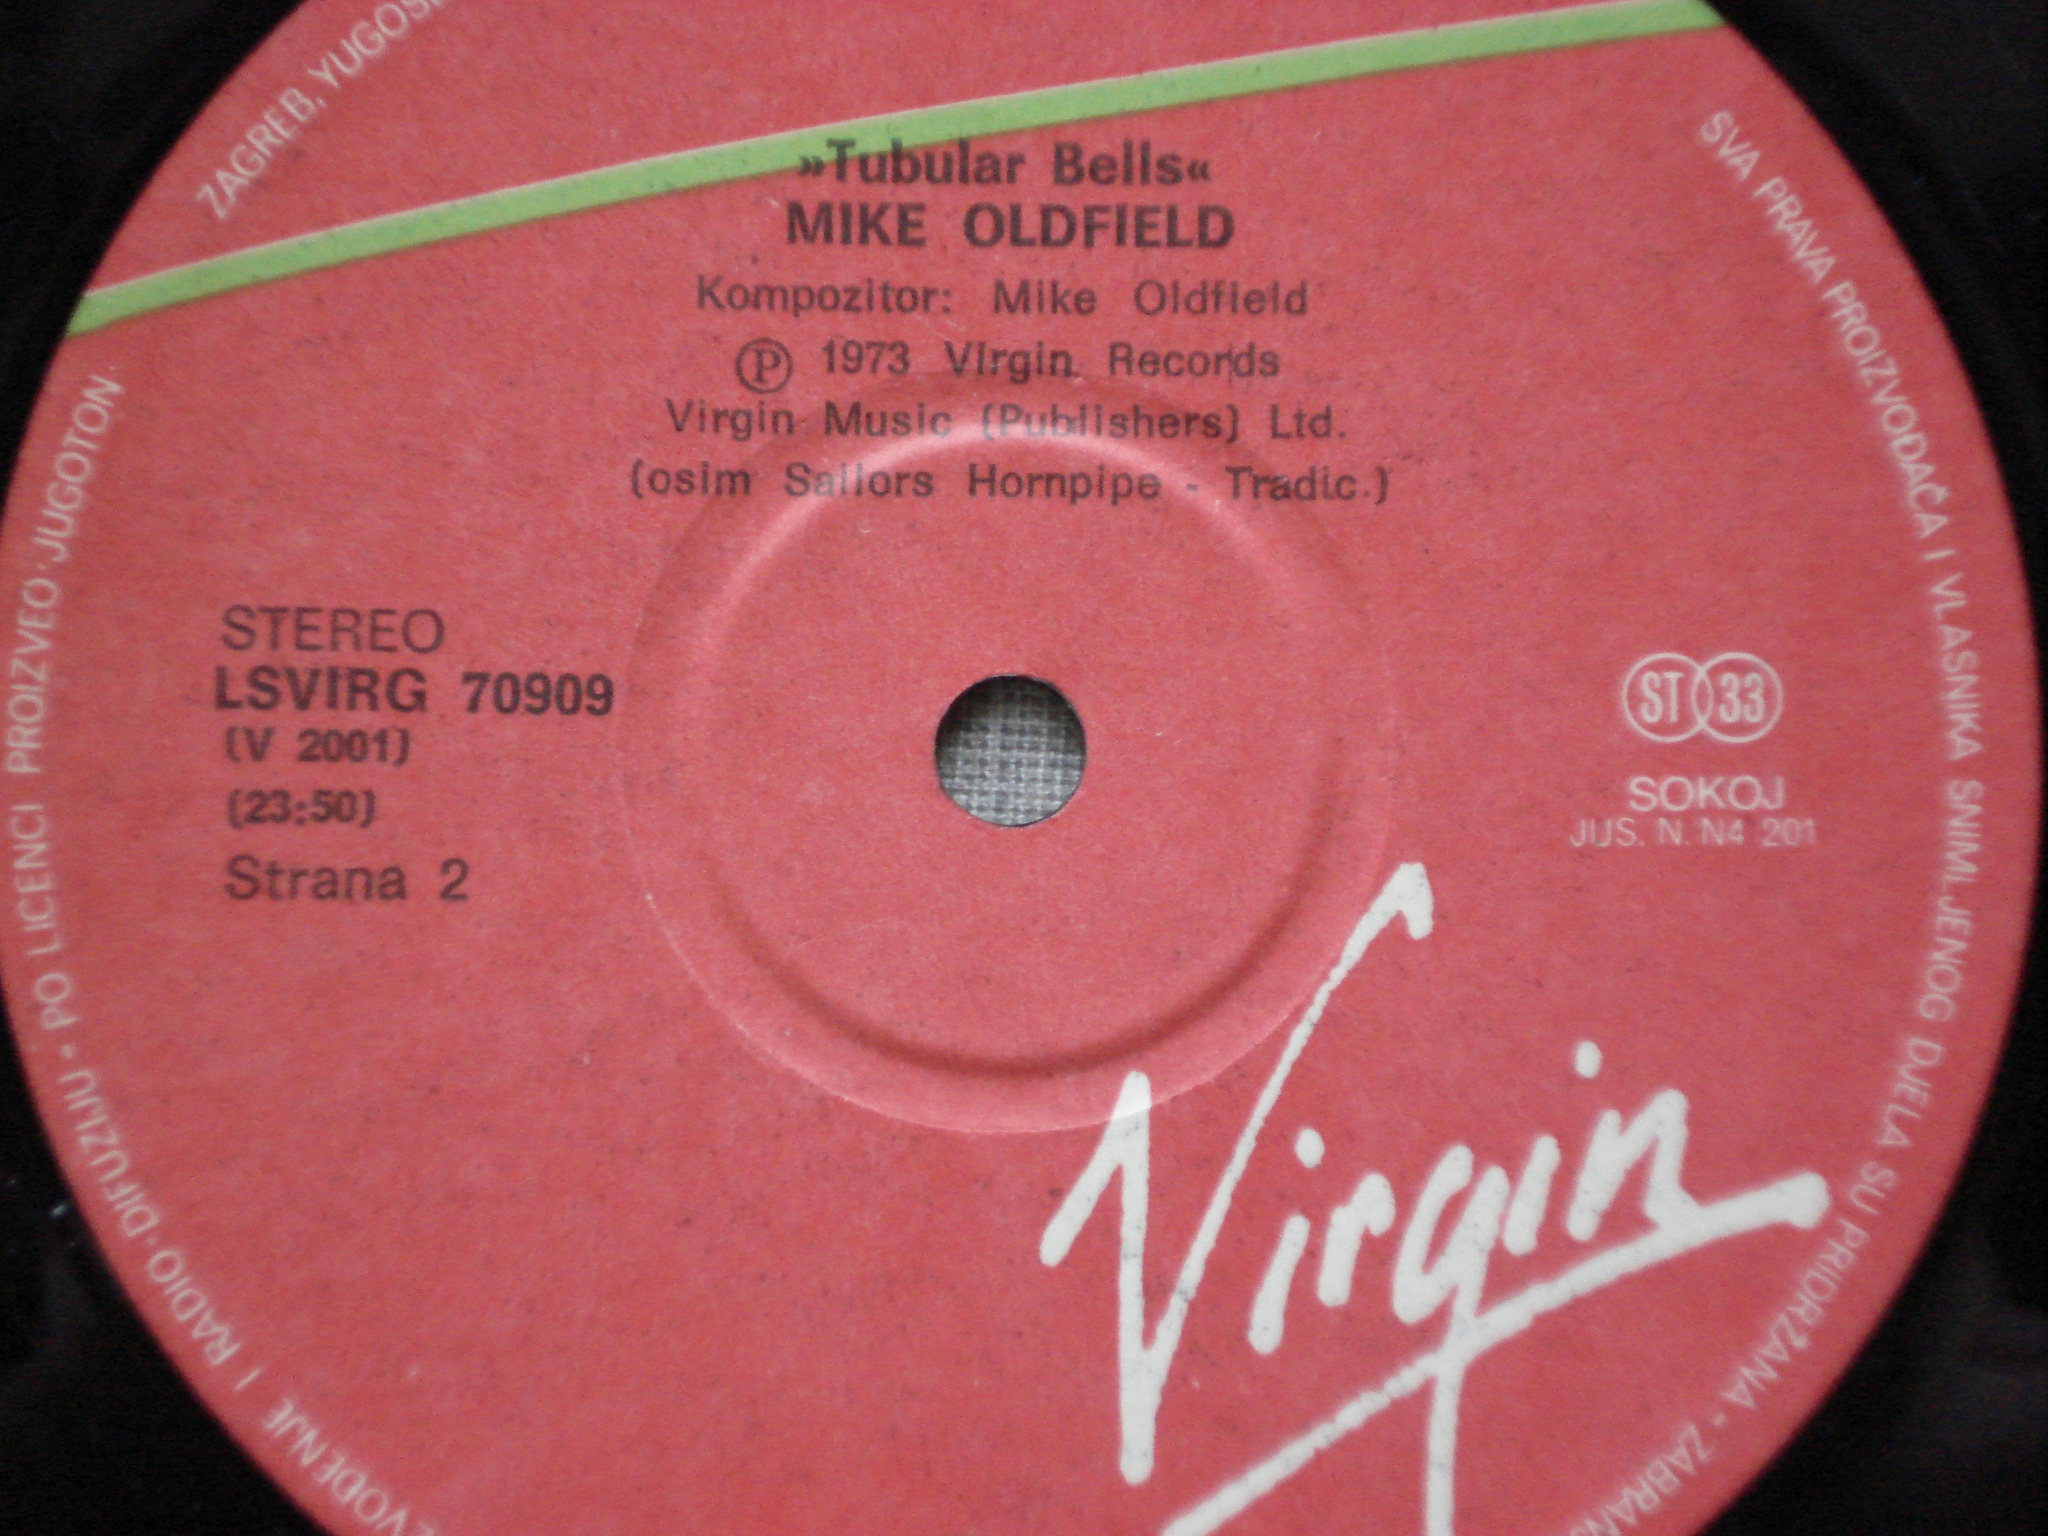 »Tubular Bells«
MIKE OLDFIELD
Kompozitor: Mike Oldfield
Ⓟ 1973 Virgin Records
Virgin Music (Publishers) Ltd.
(osim Sailors Hornpipe - Tradic.)
STEREO
LSVIRG 70909
(V 2001)
(23:50)
Strana 2
ST 33
SOKOJ
JUS. N. N4 201
Virgin
I RADIO-DIFUZIJU • PO LICENCI PROIZVEO: JUGOTON
ZAGREB,
SVA PRAVA PROIZVOĐAČA I VLASNIKA SNIMLJENOG DJELA SU PRIDRŽANA -